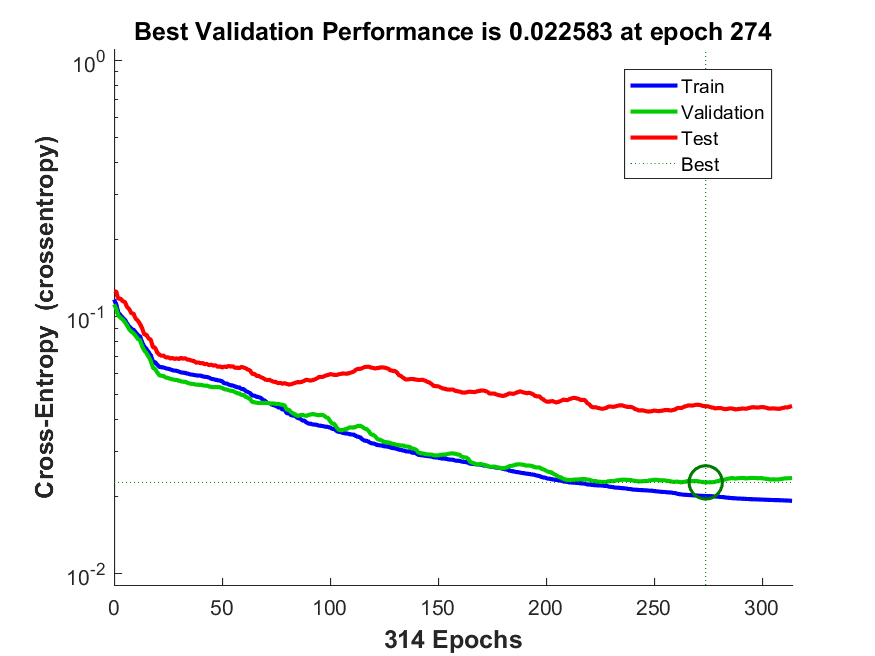 Best Validation Performance is 0.022583 at epoch 274
Cross-Entropy (crossentropy)
10^0
10^-1
10^-2
Train
Validation
Test
Best
0 50 100 150 200 250 300
314 Epochs